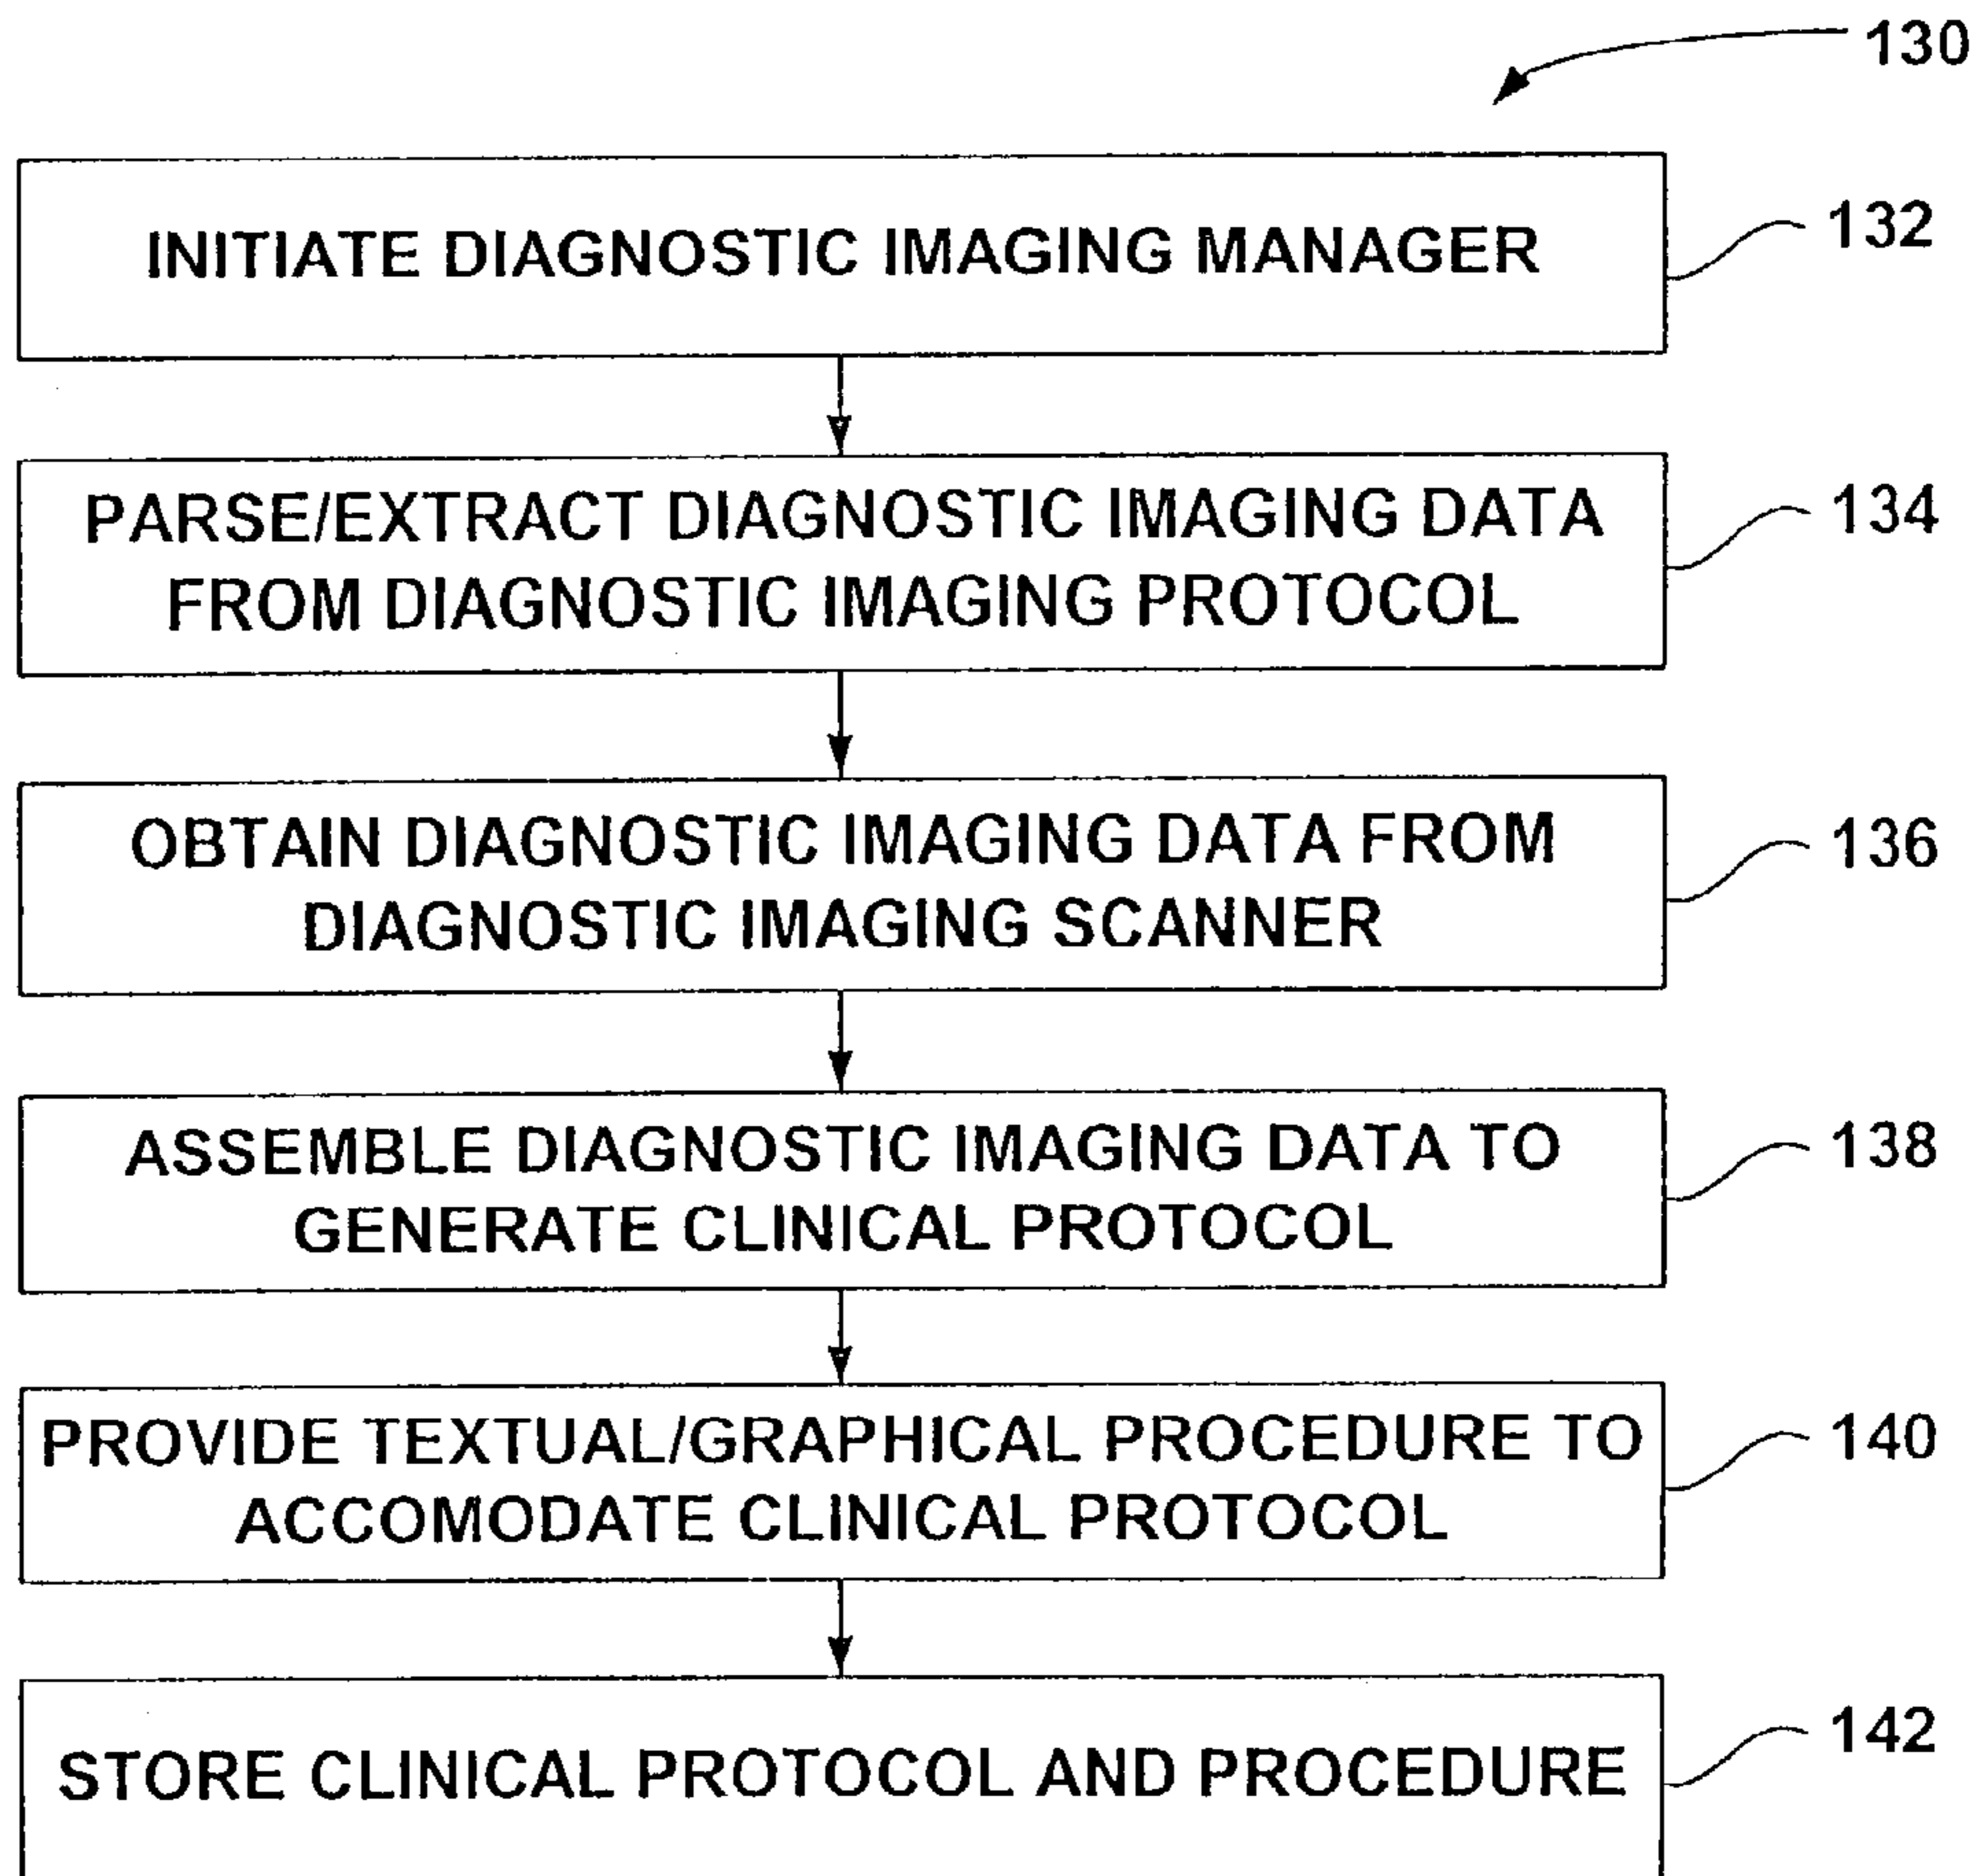 130
INITIATE DIAGNOSTIC IMAGING MANAGER
132
PARSE/EXTRACT DIAGNOSTIC IMAGING DATA
FROM DIAGNOSTIC IMAGING PROTOCOL
134
OBTAIN DIAGNOSTIC IMAGING DATA FROM
DIAGNOSTIC IMAGING SCANNER
136
ASSEMBLE DIAGNOSTIC IMAGING DATA TO
GENERATE CLINICAL PROTOCOL
138
PROVIDE TEXTUAL/GRAPHICAL PROCEDURE TO
ACCOMODATE CLINICAL PROTOCOL
140
STORE CLINICAL PROTOCOL AND PROCEDURE
142